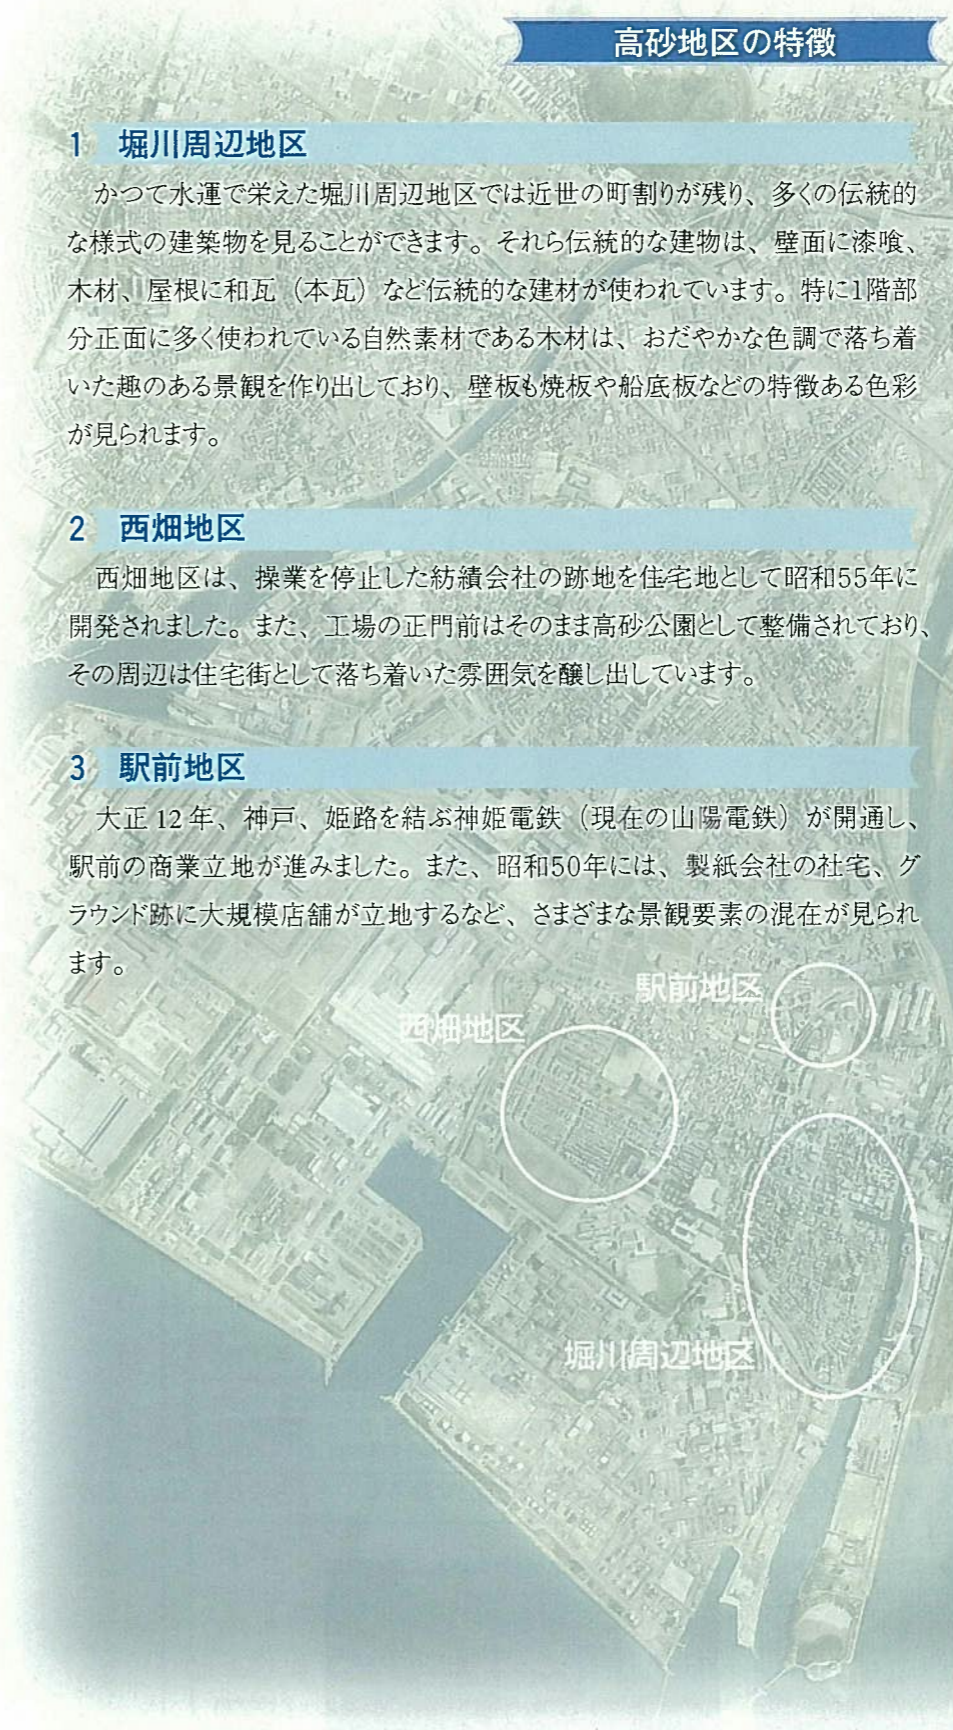 高砂地区の特徴
1 堀川周辺地区
かつて水運で栄えた堀川周辺地区では近世の町割りが残り、多くの伝統的
な様式の建築物を見ることができます。それら伝統的な建物は、壁面に漆喰、
木材、屋根に和瓦（本瓦）など伝統的な建材が使われています。特に1階部
分正面に多く使われている自然素材である木材は、おだやかな色調で落ち着
いた趣のある景観を作り出しており、壁板も焼板や船底板などの特徴ある色彩
が見られます。
2 西畑地区
西畑地区は、操業を停止した紡績会社の跡地を住宅地として昭和55年に
開発されました。また、工場の正門前はそのまま高砂公園として整備されており、
その周辺は住宅街として落ち着いた雰囲気を醸し出しています。
3 駅前地区
大正12年、神戸、姫路を結ぶ神姫電鉄（現在の山陽電鉄）が開通し、
駅前の商業立地が進みました。また、昭和50年には、製紙会社の社宅、グ
ラウンド跡に大規模店舗が立地するなど、さまざまな景観要素の混在が見られ
ます。
駅前地区
西畑地区
堀川周辺地区